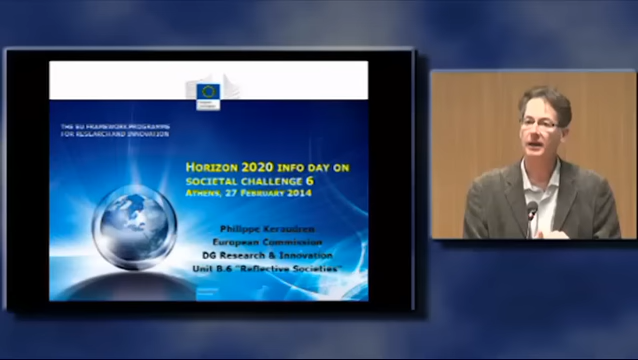 THE EU FRAMEWORK PROGRAMME
FOR RESEARCH AND INNOVATION
HORIZON 2020 INFO DAY ON
SOCIETAL CHALLENGE 6
ATHENS, 27 FEBRUARY 2014
Philippe Keraudren
European Commission
DG Research & Innovation
Unit B.6 "Reflective Societies"